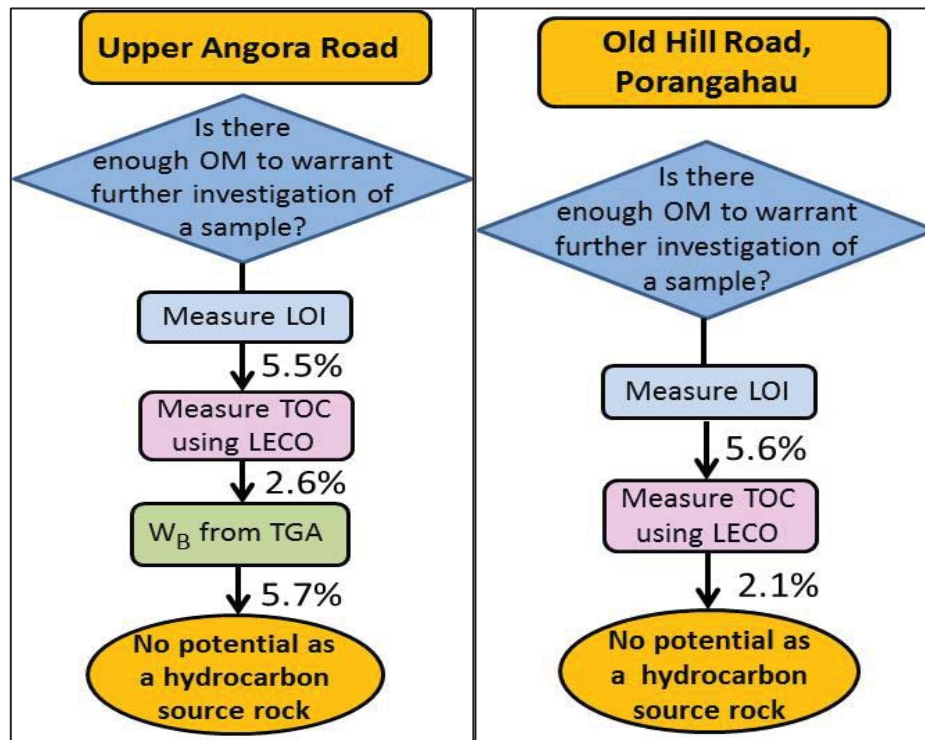 Upper Angora Road
Is there
enough OM to warrant
further investigation of
a sample?
Measure LOI
5.5%
Measure TOC
using LECO
2.6%
WB from TGA
5.7%
No potential as
a hydrocarbon
source rock
Old Hill Road,
Porangahau
Is there
enough OM to warrant
further investigation of
a sample?
Measure LOI
5.6%
Measure TOC
using LECO
2.1%
No potential as
a hydrocarbon
source rock